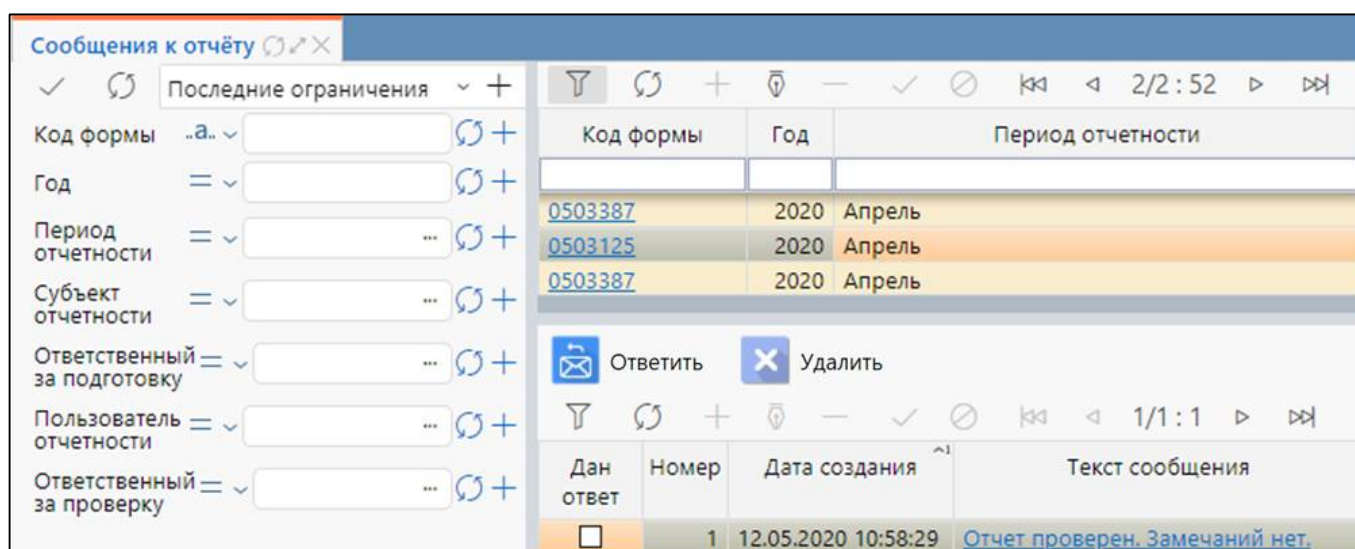 Сообщения к отчёту
Последние ограничения
Код формы ..a..
Год =
Период
отчетности =
Субъект
отчетности =
Ответственный =
за подготовку
Пользователь =
отчетности
Ответственный =
за проверку
2/2 : 52
Код формы Год Период отчетности
0503387 2020 Апрель
0503125 2020 Апрель
0503387 2020 Апрель
Ответить Удалить
1/1 : 1
Дан
ответ Номер Дата создания 1 Текст сообщения
1 12.05.2020 10:58:29 Отчет проверен. Замечаний нет.